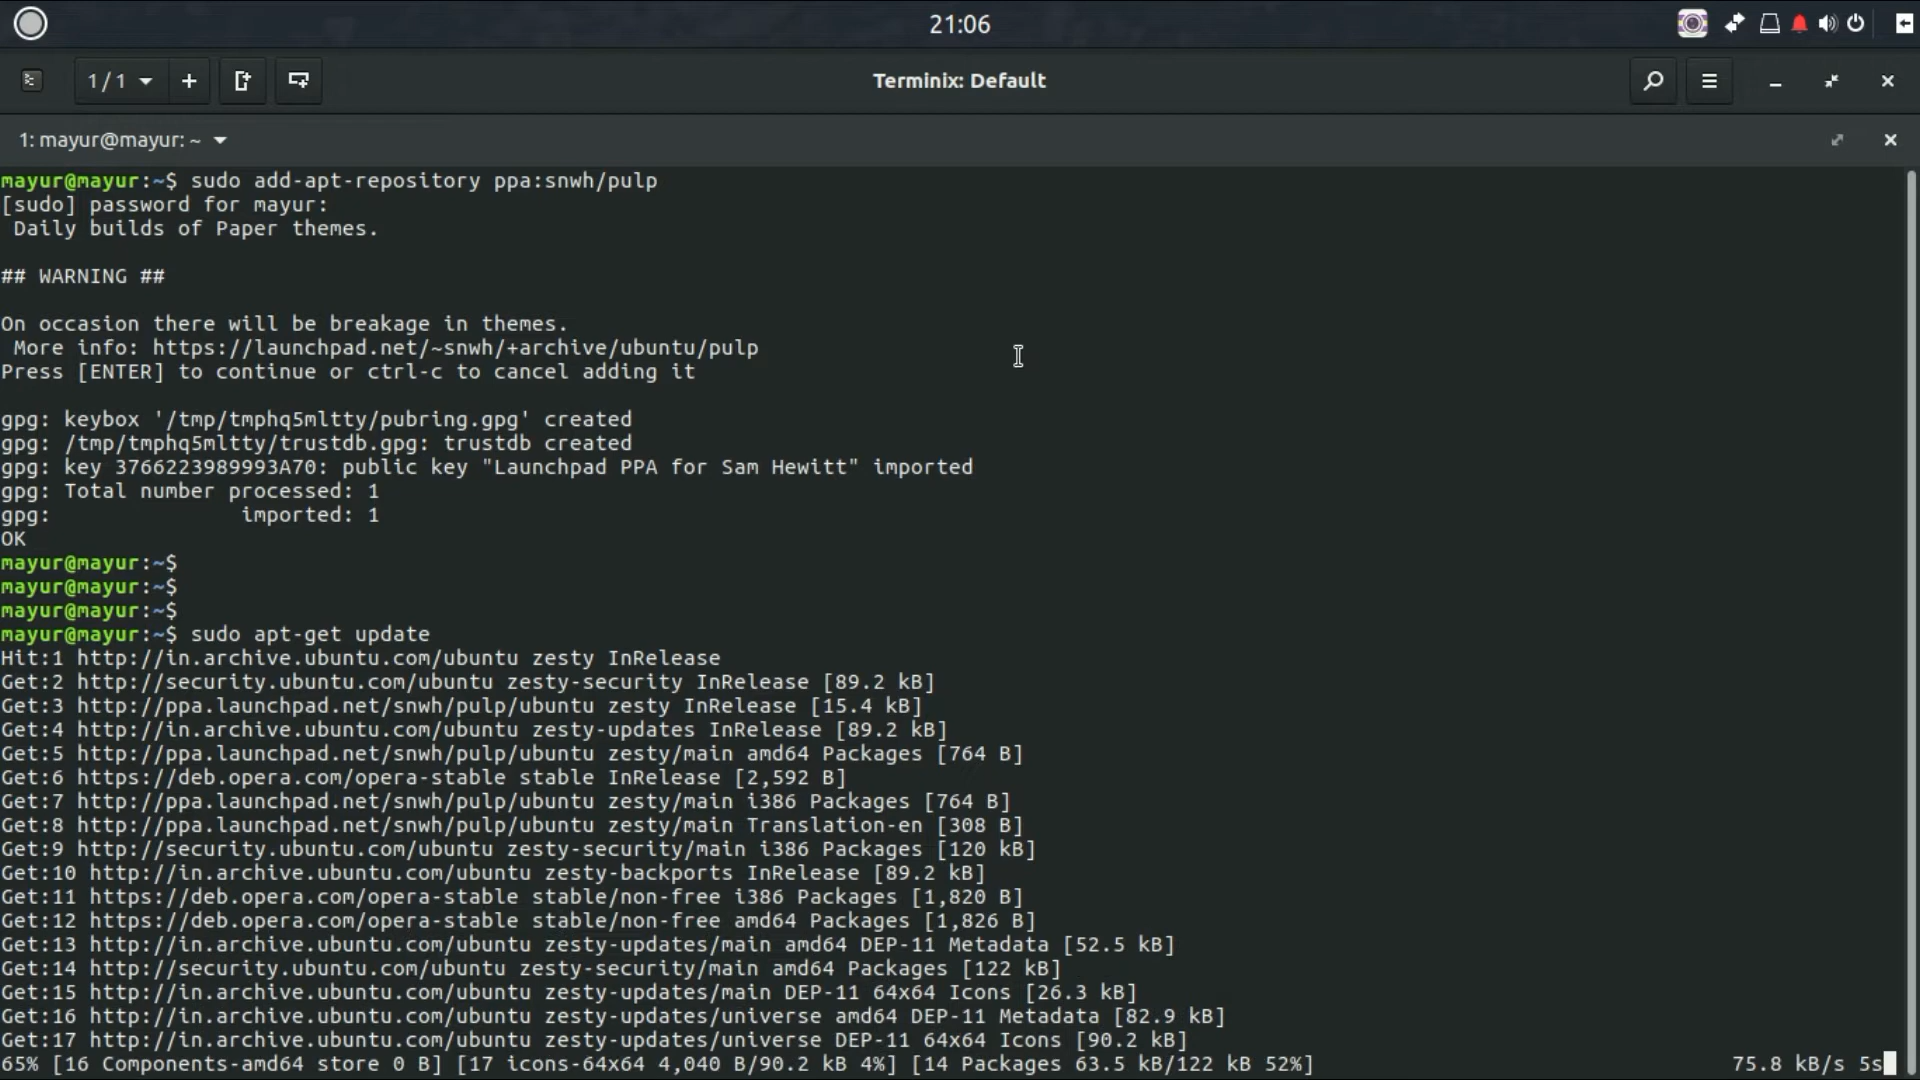 21:06
1 / 1
Terminix: Default
1: mayur@mayur: ~
mayur@mayur:~$ sudo add-apt-repository ppa:snwh/pulp
[sudo] password for mayur:
 Daily builds of Paper themes.
## WARNING ##
On occasion there will be breakage in themes.
 More info: https://launchpad.net/~snwh/+archive/ubuntu/pulp
Press [ENTER] to continue or ctrl-c to cancel adding it
gpg: keybox '/tmp/tmphq5mltty/pubring.gpg' created
gpg: /tmp/tmphq5mltty/trustdb.gpg: trustdb created
gpg: key 3766223989993A70: public key "Launchpad PPA for Sam Hewitt" imported
gpg: Total number processed: 1
gpg:               imported: 1
OK
mayur@mayur:~$
mayur@mayur:~$
mayur@mayur:~$
mayur@mayur:~$ sudo apt-get update
Hit:1 http://in.archive.ubuntu.com/ubuntu zesty InRelease
Get:2 http://security.ubuntu.com/ubuntu zesty-security InRelease [89.2 kB]
Get:3 http://ppa.launchpad.net/snwh/pulp/ubuntu zesty InRelease [15.4 kB]
Get:4 http://in.archive.ubuntu.com/ubuntu zesty-updates InRelease [89.2 kB]
Get:5 http://ppa.launchpad.net/snwh/pulp/ubuntu zesty/main amd64 Packages [764 B]
Get:6 https://deb.opera.com/opera-stable stable InRelease [2,592 B]
Get:7 http://ppa.launchpad.net/snwh/pulp/ubuntu zesty/main i386 Packages [764 B]
Get:8 http://ppa.launchpad.net/snwh/pulp/ubuntu zesty/main Translation-en [308 B]
Get:9 http://security.ubuntu.com/ubuntu zesty-security/main i386 Packages [120 kB]
Get:10 http://in.archive.ubuntu.com/ubuntu zesty-backports InRelease [89.2 kB]
Get:11 https://deb.opera.com/opera-stable stable/non-free i386 Packages [1,820 B]
Get:12 https://deb.opera.com/opera-stable stable/non-free amd64 Packages [1,826 B]
Get:13 http://in.archive.ubuntu.com/ubuntu zesty-updates/main amd64 DEP-11 Metadata [52.5 kB]
Get:14 http://security.ubuntu.com/ubuntu zesty-security/main amd64 Packages [122 kB]
Get:15 http://in.archive.ubuntu.com/ubuntu zesty-updates/main DEP-11 64x64 Icons [26.3 kB]
Get:16 http://in.archive.ubuntu.com/ubuntu zesty-updates/universe amd64 DEP-11 Metadata [82.9 kB]
Get:17 http://in.archive.ubuntu.com/ubuntu zesty-updates/universe DEP-11 64x64 Icons [90.2 kB]
65% [16 Components-amd64 store 0 B] [17 icons-64x64 4,040 B/90.2 kB 4%] [14 Packages 63.5 kB/122 kB 52%] 75.8 kB/s 5s